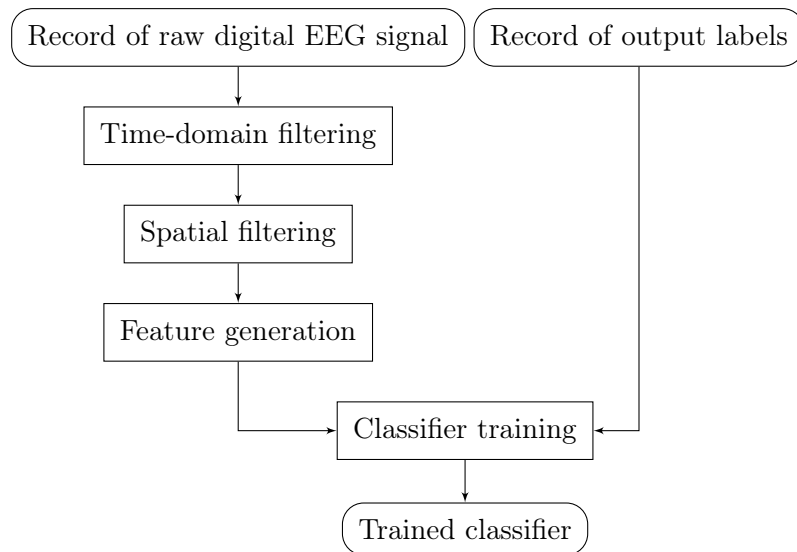 Record of raw digital EEG signal
Record of output labels
Time-domain filtering
Spatial filtering
Feature generation
Classifier training
Trained classifier